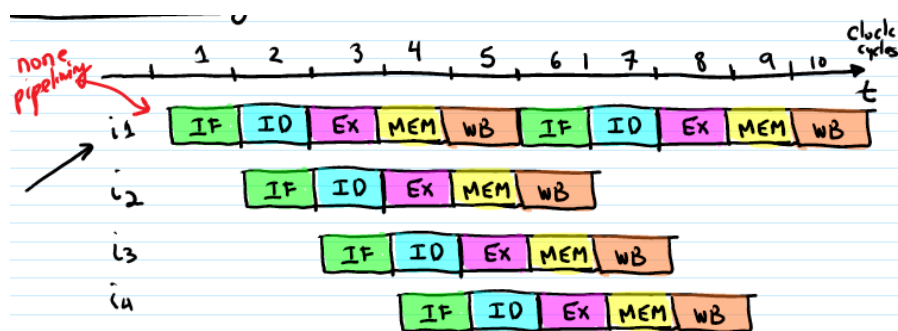 1 2 3 4 5 6 7 8 9 10 clock cycles
none pipelining
t
i1 IF ID EX MEM WB IF ID EX MEM WB
i2 IF ID EX MEM WB
i3 IF ID EX MEM WB
i4 IF ID EX MEM WB